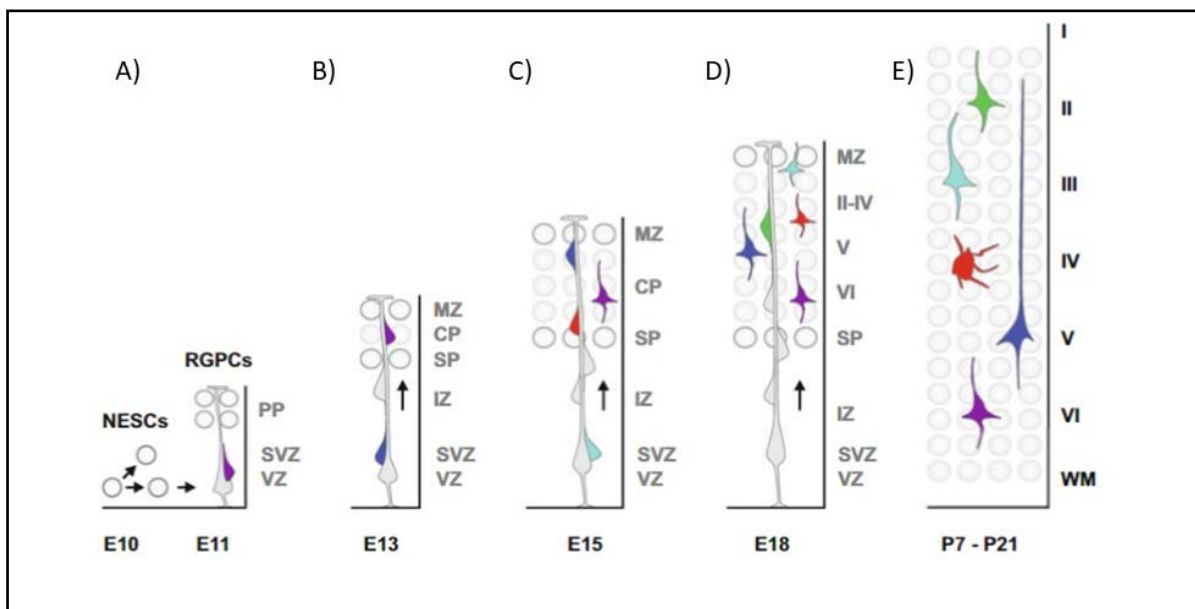 A)
NESCs
RGPCs
PP
SVZ
VZ
E10
E11
B)
MZ
CP
SP
IZ
SVZ
VZ
E13
C)
MZ
CP
SP
IZ
SVZ
VZ
E15
D)
MZ
II-IV
V
VI
SP
IZ
SVZ
VZ
E18
E)
I
II
III
IV
V
VI
WM
P7 - P21